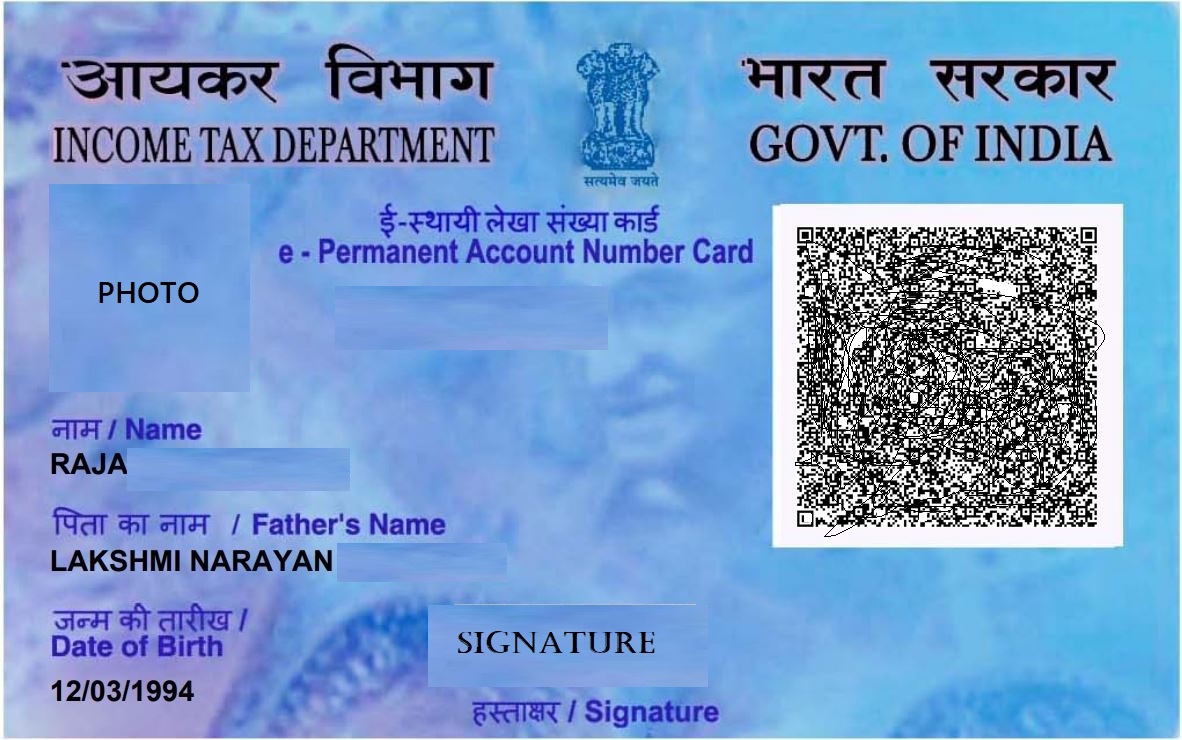 आयकर विभाग
INCOME TAX DEPARTMENT
सत्यमेव जयते
भारत सरकार
GOVT. OF INDIA
ई-स्थायी लेखा संख्या कार्ड
e - Permanent Account Number Card
PHOTO
नाम / Name
RAJA
पिता का नाम / Father's Name
LAKSHMI NARAYAN
जन्म की तारीख /
Date of Birth
12/03/1994
SIGNATURE
हस्ताक्षर / Signature